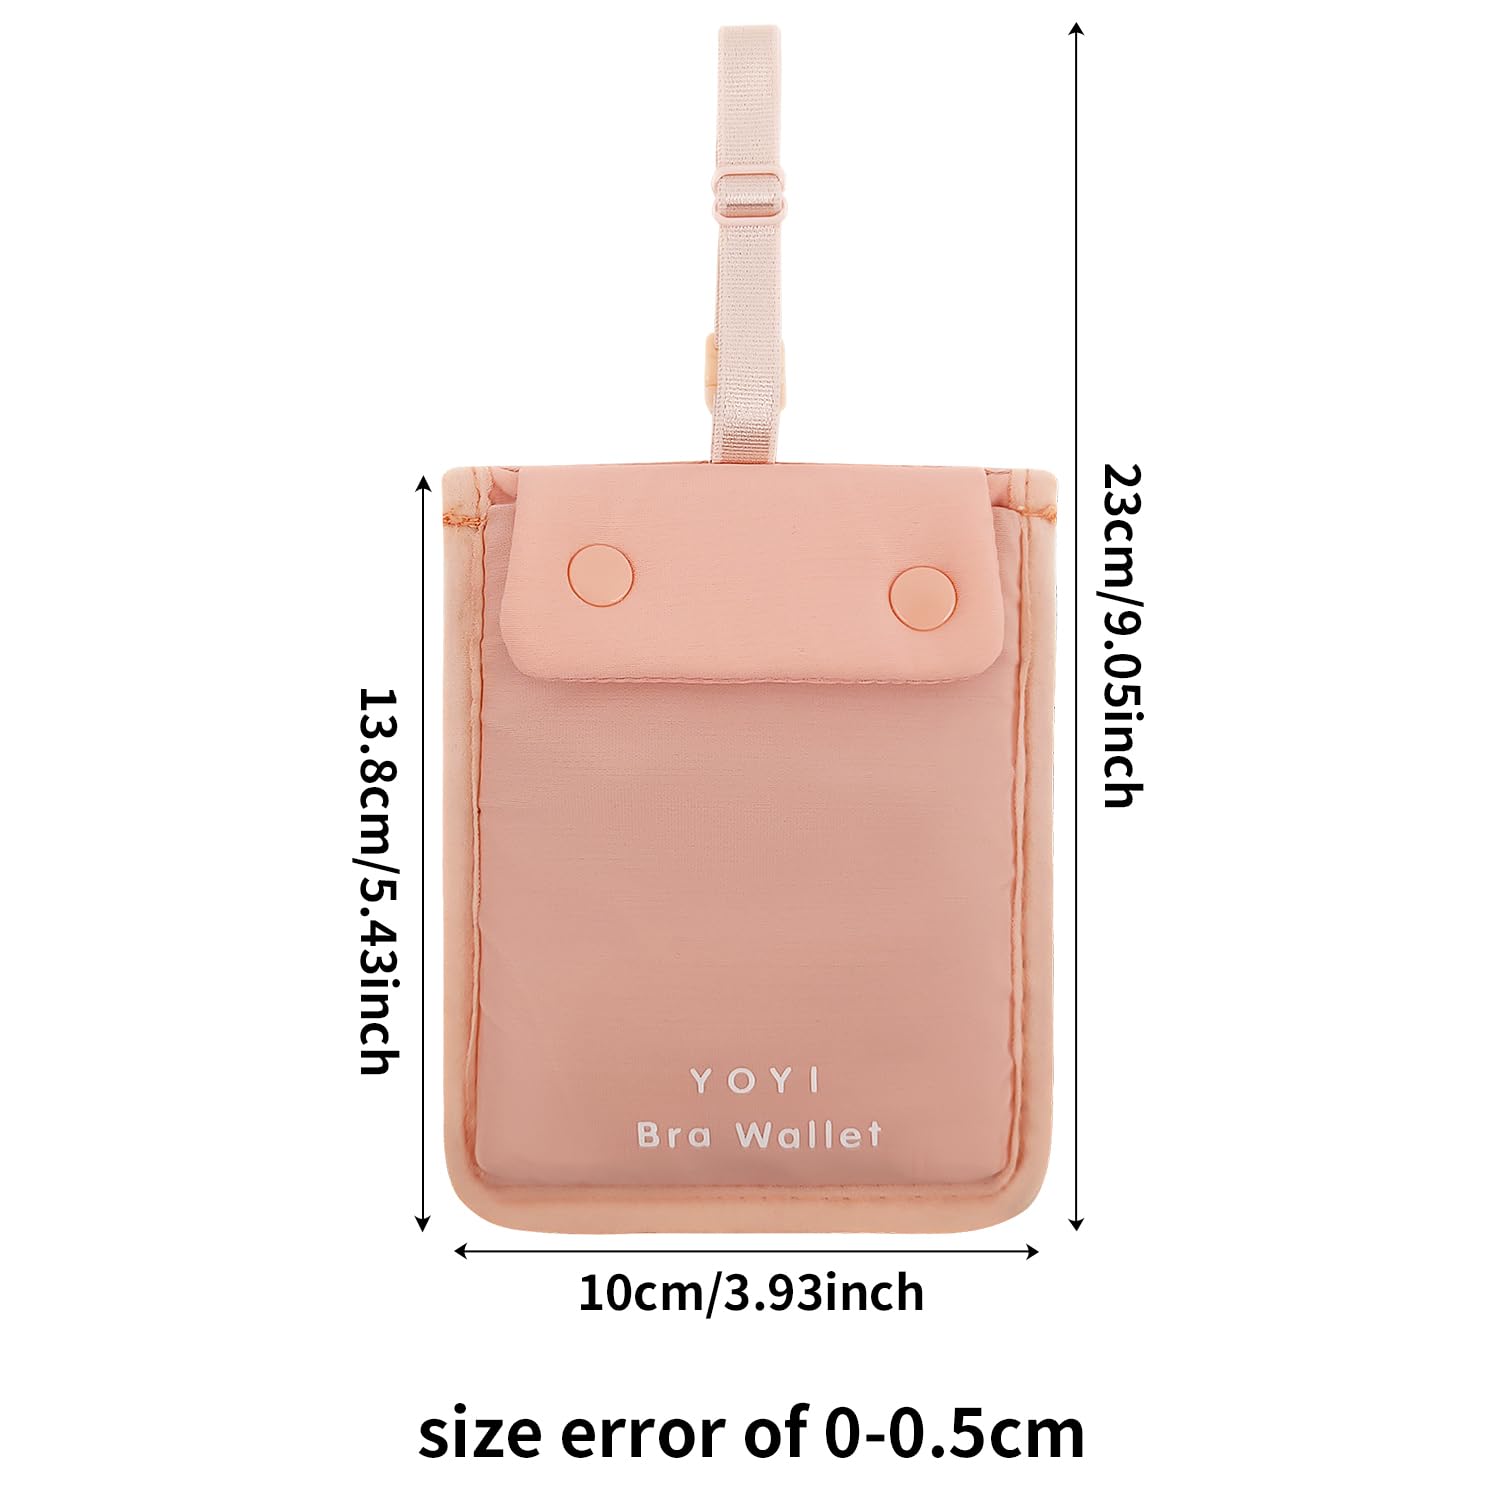 23cm/9.05inch
13.8cm/5.43inch
YOYI
Bra Wallet
10cm/3.93inch
size error of 0-0.5cm